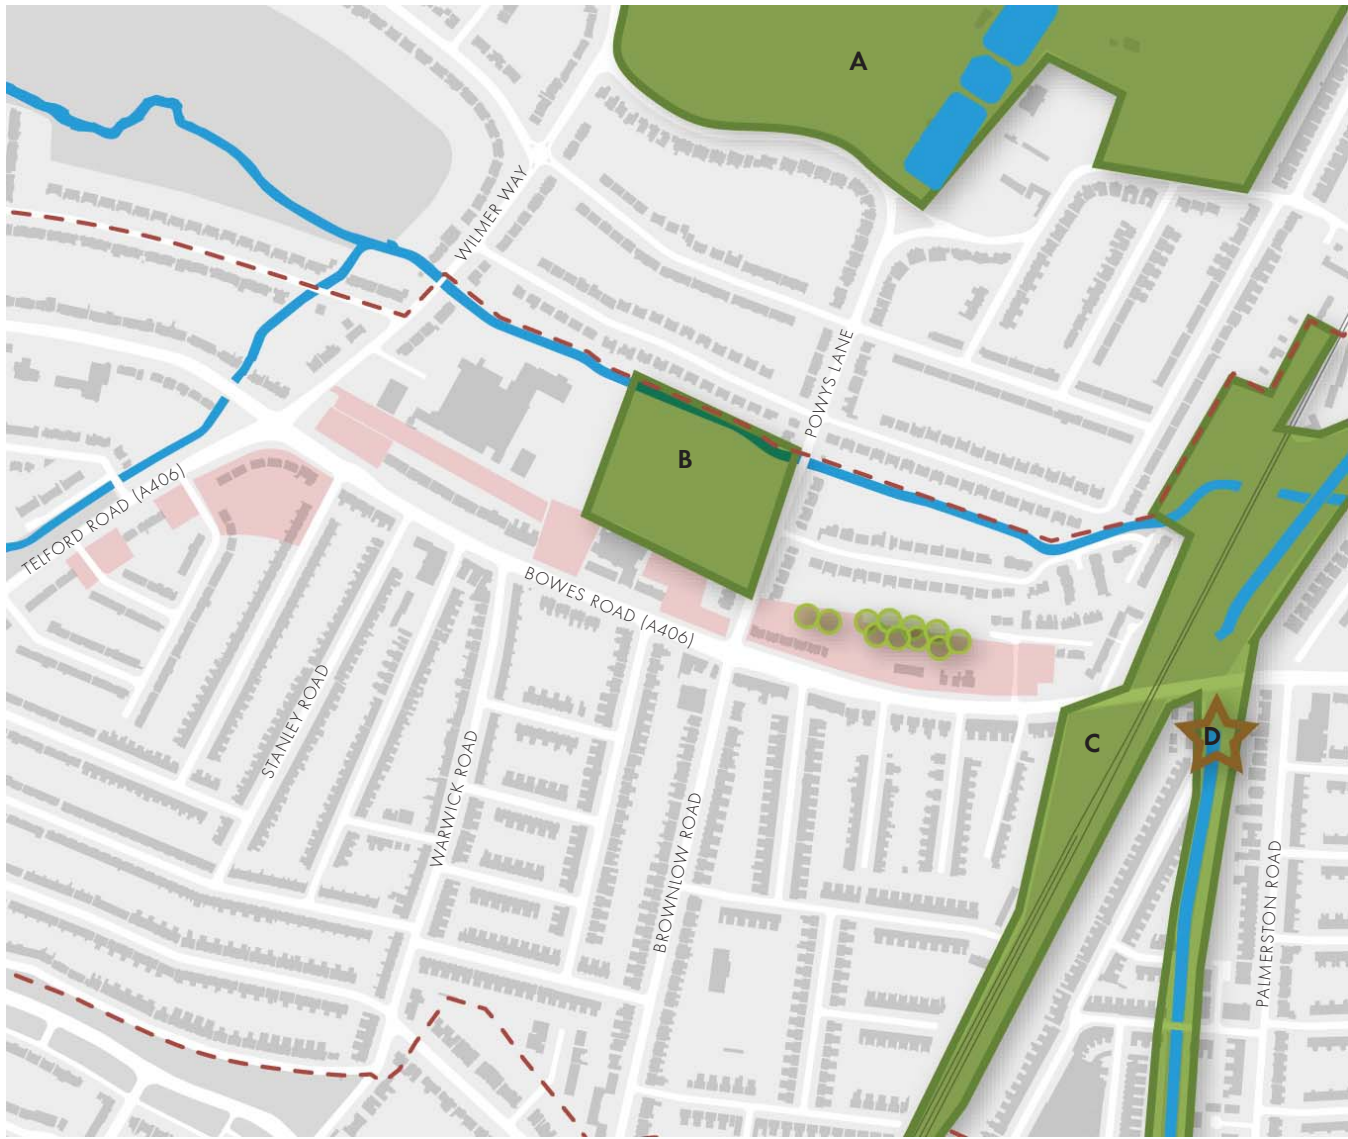 A
WILMER WAY
POWYS LANE
B
TELFORD ROAD (A406)
BOWES ROAD (A406)
STANLEY ROAD
WARWICK ROAD
BROWNLOW ROAD
C
D
PALMERSTON ROAD